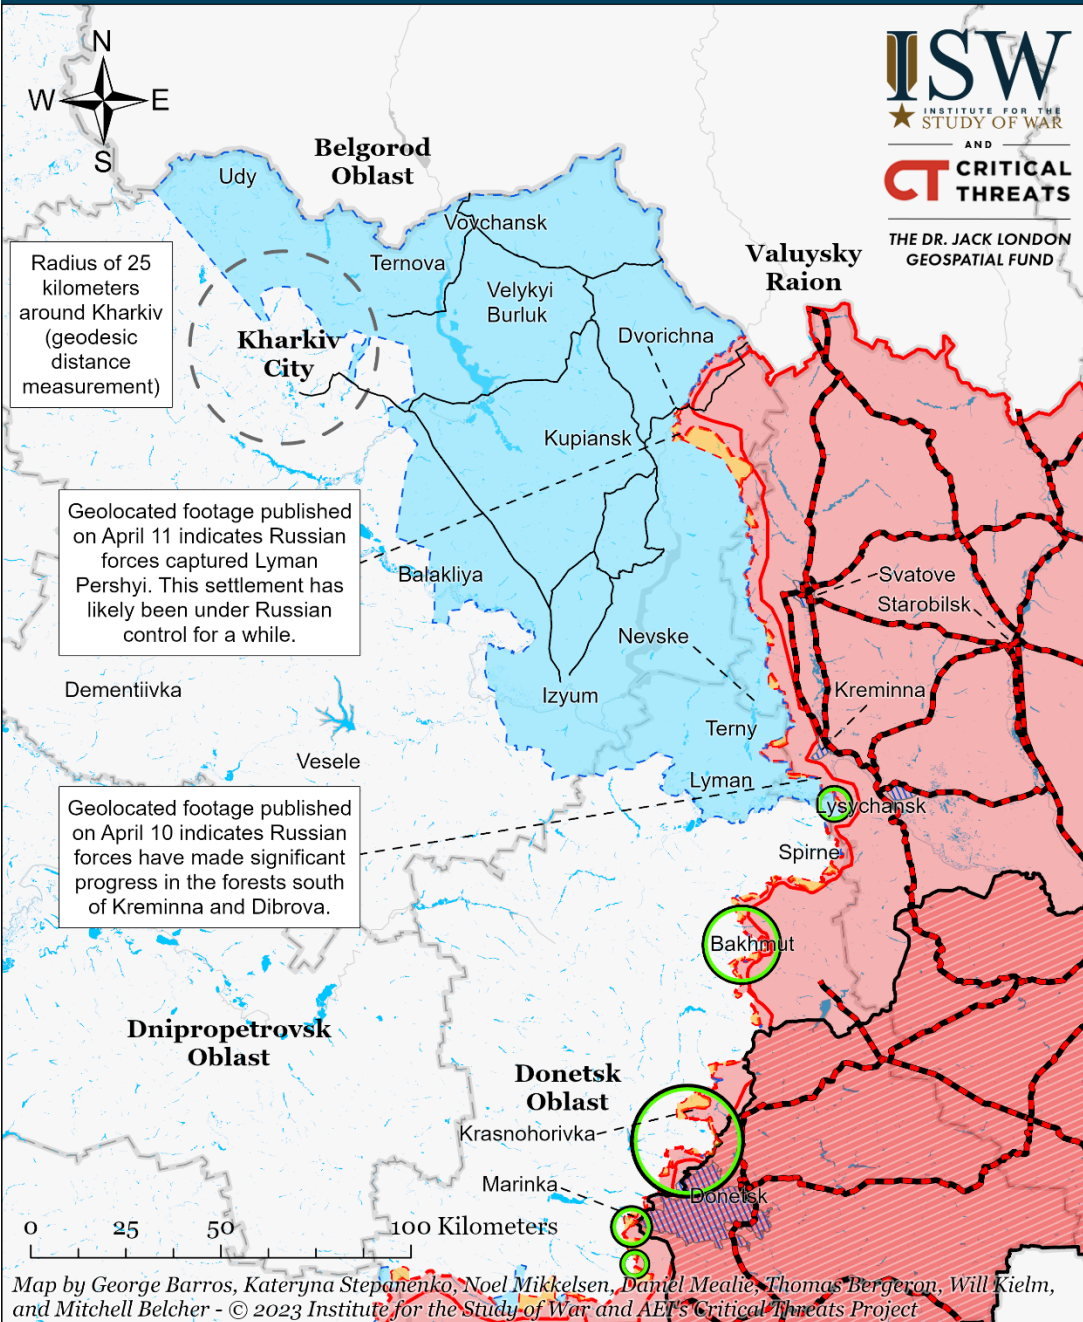 N
W E
S
ISW
INSTITUTE FOR THE
STUDY OF WAR
AND
CT CRITICAL
THREATS
THE DR. JACK LONDON
GEOSPATIAL FUND
Belgorod
Oblast
Udy
Vovchansk
Ternova
Valuysky
Raion
Radius of 25
kilometers
around Kharkiv
(geodesic
distance
measurement)
Velykyi
Burluk
Dvorichna
Kharkiv
City
Kupiansk
Geolocated footage published
on April 11 indicates Russian
forces captured Lyman
Pershyi. This settlement has
likely been under Russian
control for a while.
Balakliya
Svatove
Starobilsk
Nevske
Dementiivka
Izyum
Kreminna
Terny
Vesele
Lyman
Geolocated footage published
on April 10 indicates Russian
forces have made significant
progress in the forests south
of Kreminna and Dibrova.
Lysychansk
Spirne
Bakhmut
Dnipropetrovsk
Oblast
Donetsk
Oblast
Krasnohorivka
Marinka
Donetsk
0 25 50 100 Kilometers
Map by George Barros, Kateryna Stepanenko, Noel Mikkelsen, Daniel Mealie, Thomas Bergeron, Will Kielm,
and Mitchell Belcher - © 2023 Institute for the Study of War and AEI's Critical Threats Project